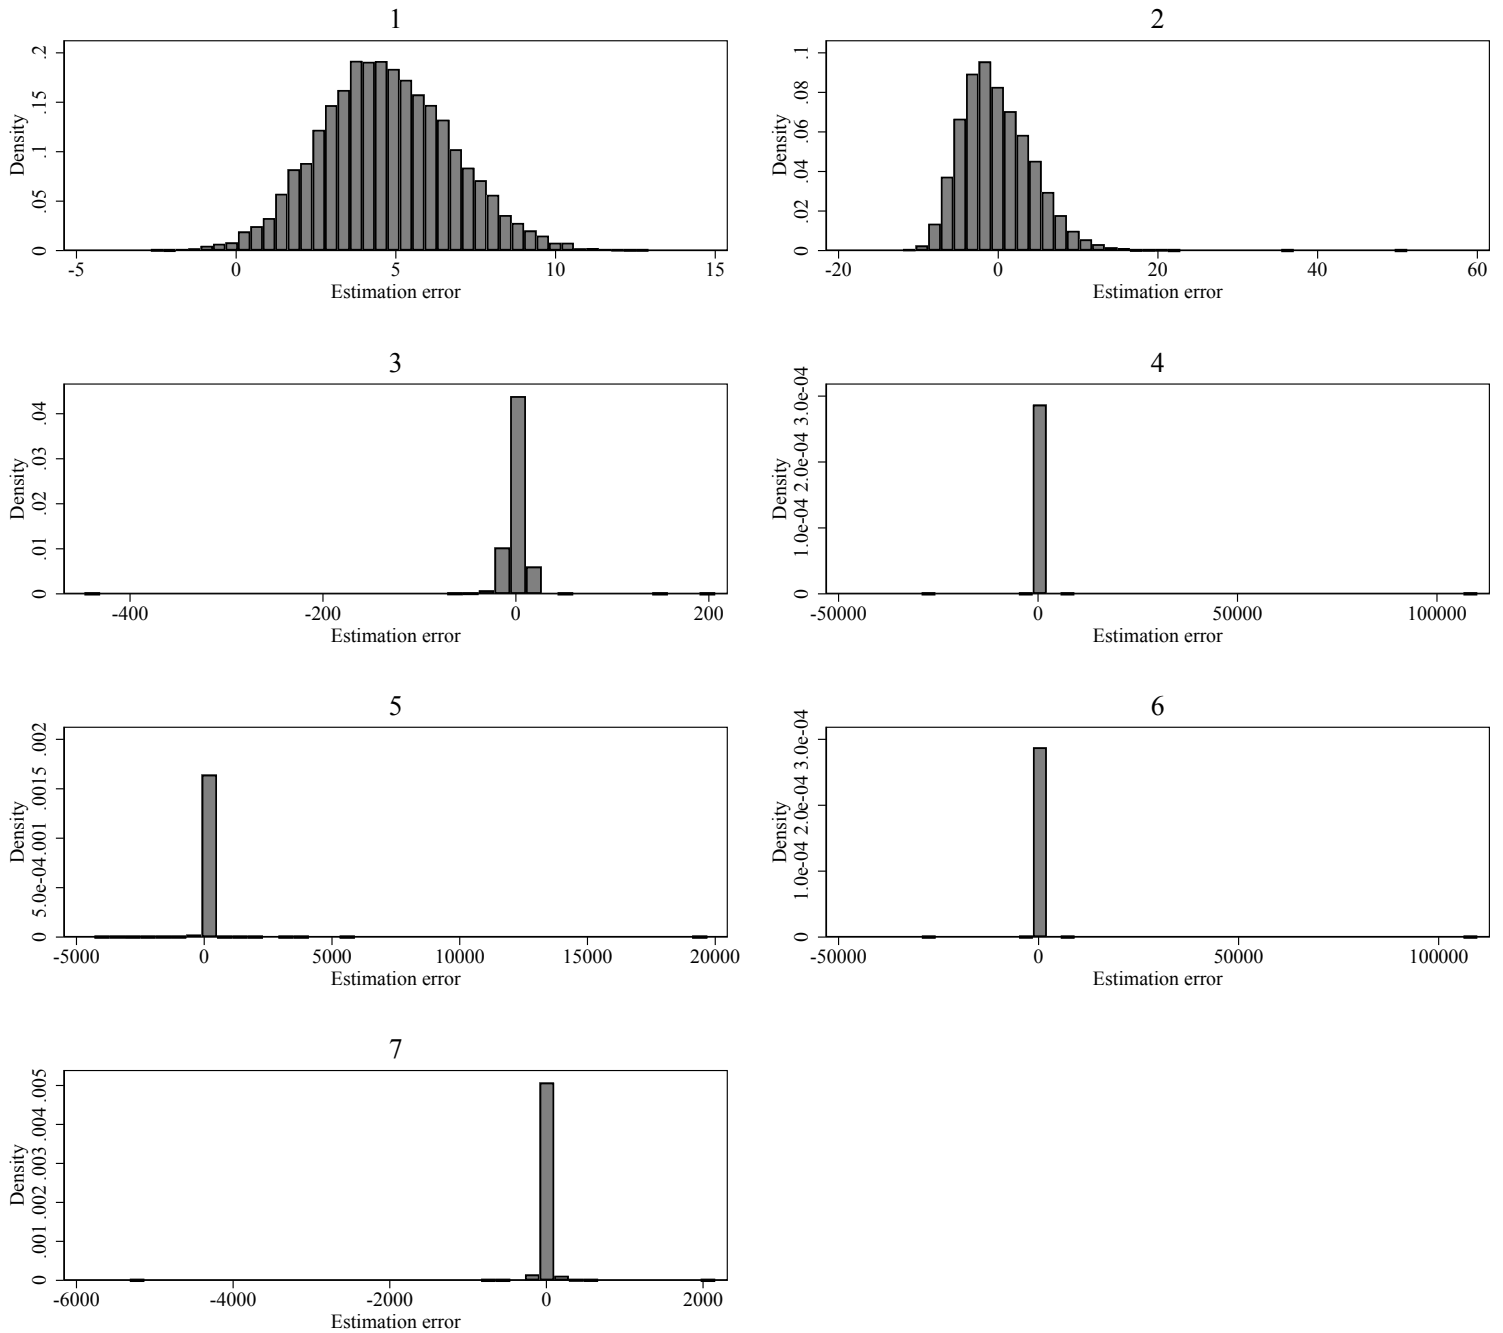 1
Density
0 .05 .1 .15 .2
-5 0 5 10 15
Estimation error
2
Density
0 .02 .04 .06 .08 .1
-20 0 20 40 60
Estimation error
3
Density
0 .01 .02 .03 .04
-400 -200 0 200
Estimation error
4
Density
0 1.0e-04 2.0e-04 3.0e-04
-50000 0 50000 100000
Estimation error
5
Density
0 5.0e-04 .001 .0015 .002
-5000 0 5000 10000 15000 20000
Estimation error
6
Density
0 1.0e-04 2.0e-04 3.0e-04
-50000 0 50000 100000
Estimation error
7
Density
0 .001 .002 .003 .004 .005
-6000 -4000 -2000 0 2000
Estimation error